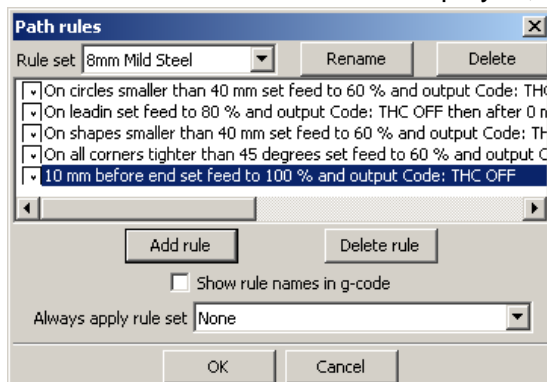 Path rules
Rule set 8mm Mild Steel Rename Delete
On circles smaller than 40 mm set feed to 60 % and output Code: TH
On leadin set feed to 80 % and output Code: THC OFF then after 0
On shapes smaller than 40 mm set feed to 60 % and output Code: TH
On all corners tighter than 45 degrees set feed to 60 % and output
10 mm before end set feed to 100 % and output Code: THC OFF
Add rule Delete rule
Show rule names in g-code
Always apply rule set None
OK Cancel